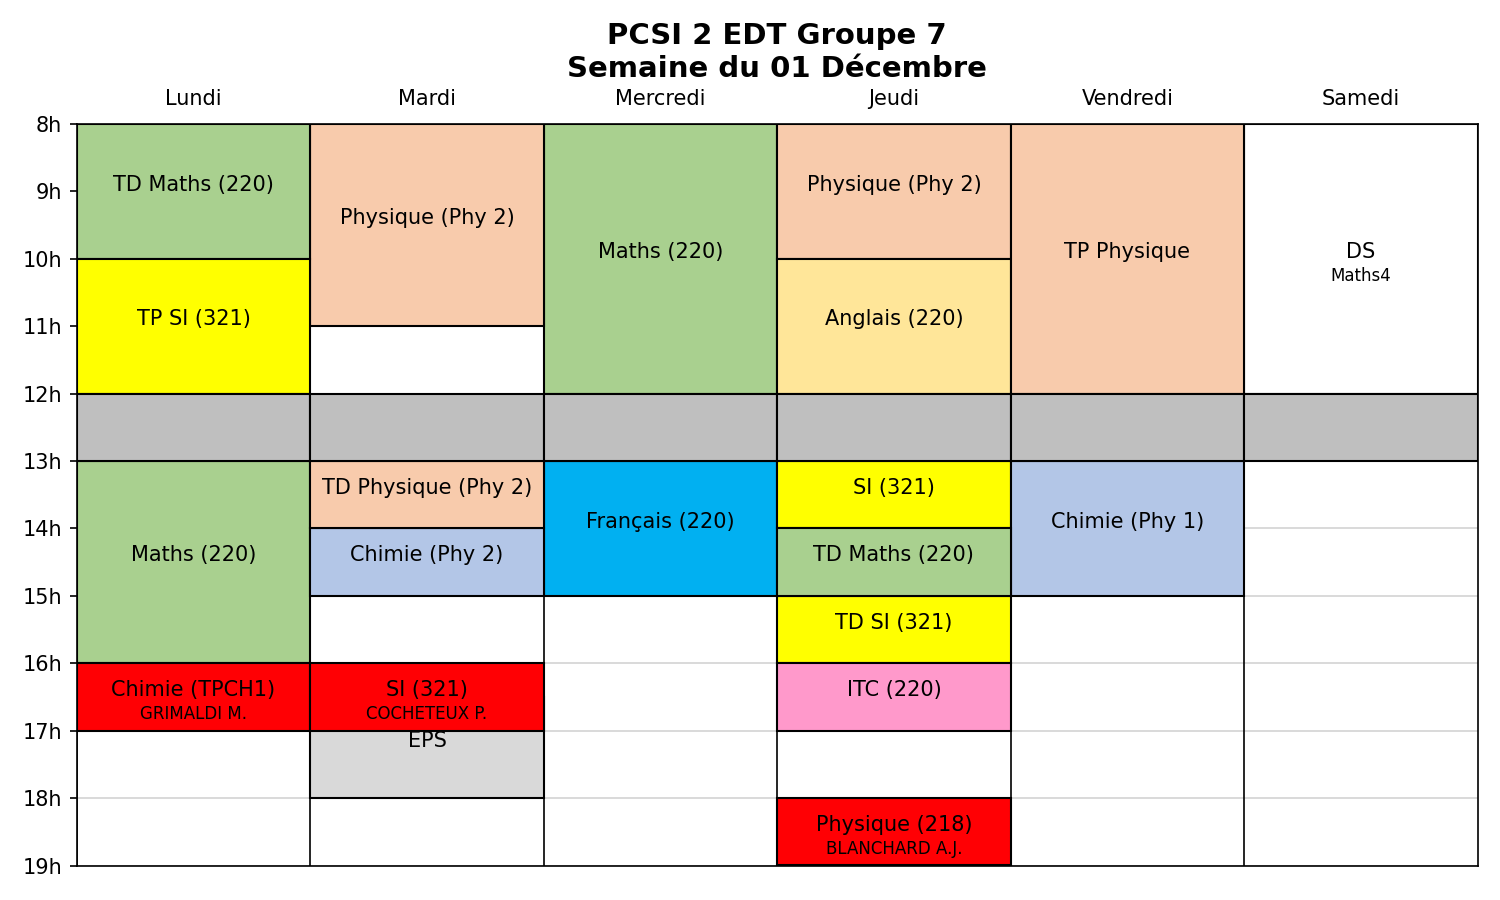 PCSI 2 EDT Groupe 7
Semaine du 01 Décembre
Lundi Mardi Mercredi Jeudi Vendredi Samedi
8h
TD Maths (220)
Physique (Phy 2)
Maths (220)
Physique (Phy 2)
TP Physique
DS
Maths4
9h
10h
TP SI (321)
Anglais (220)
11h
12h
13h
Maths (220)
TD Physique (Phy 2)
Français (220)
SI (321)
Chimie (Phy 1)
14h
Chimie (Phy 2)
TD Maths (220)
15h
TD SI (321)
16h
Chimie (TPCH1)
GRIMALDI M.
SI (321)
COCHETEUX P.
ITC (220)
17h
EPS
18h
Physique (218)
BLANCHARD A.J.
19h